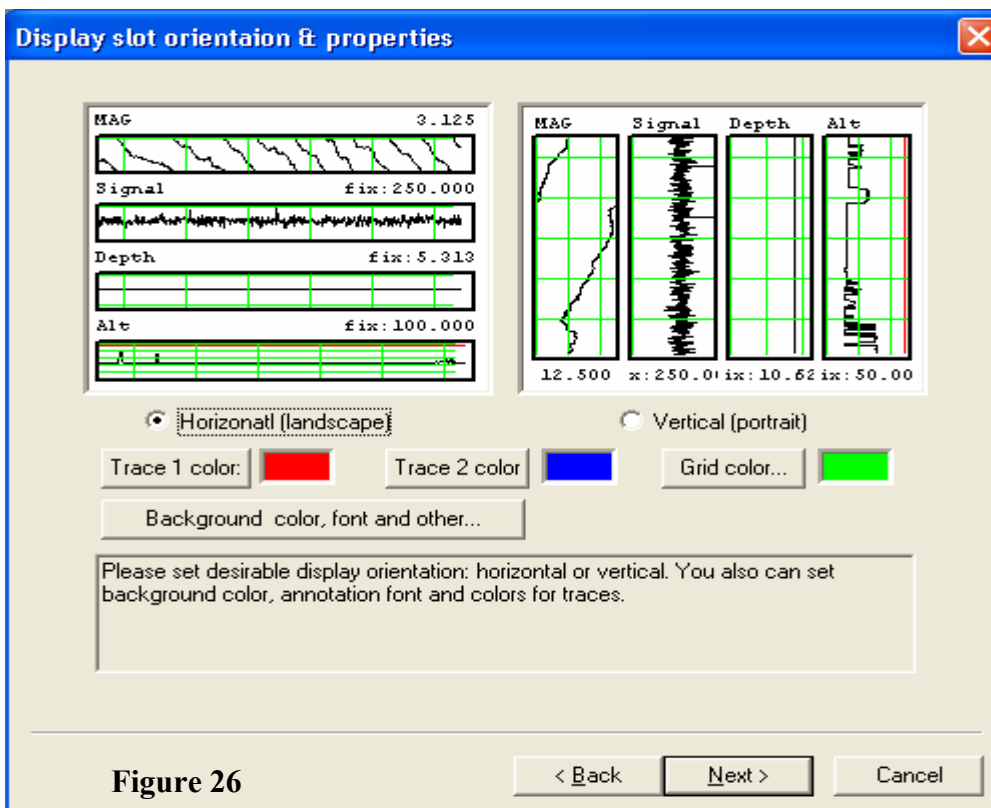 Display slot orientaion & properties
MAG 3.125
Signal fix:250.000
Depth fix:5.313
Alt fix:100.000
MAG Signal Depth Alt
12.500 x:250.0( ix:10.62 ix:50.00
Horizonatl (landscape)
Vertical (portrait)
Trace 1 color:
Trace 2 color
Grid color...
Background color, font and other...
Please set desirable display orientation: horizontal or vertical. You also can set
background color, annotation font and colors for traces.
Figure 26
< Back
Next >
Cancel